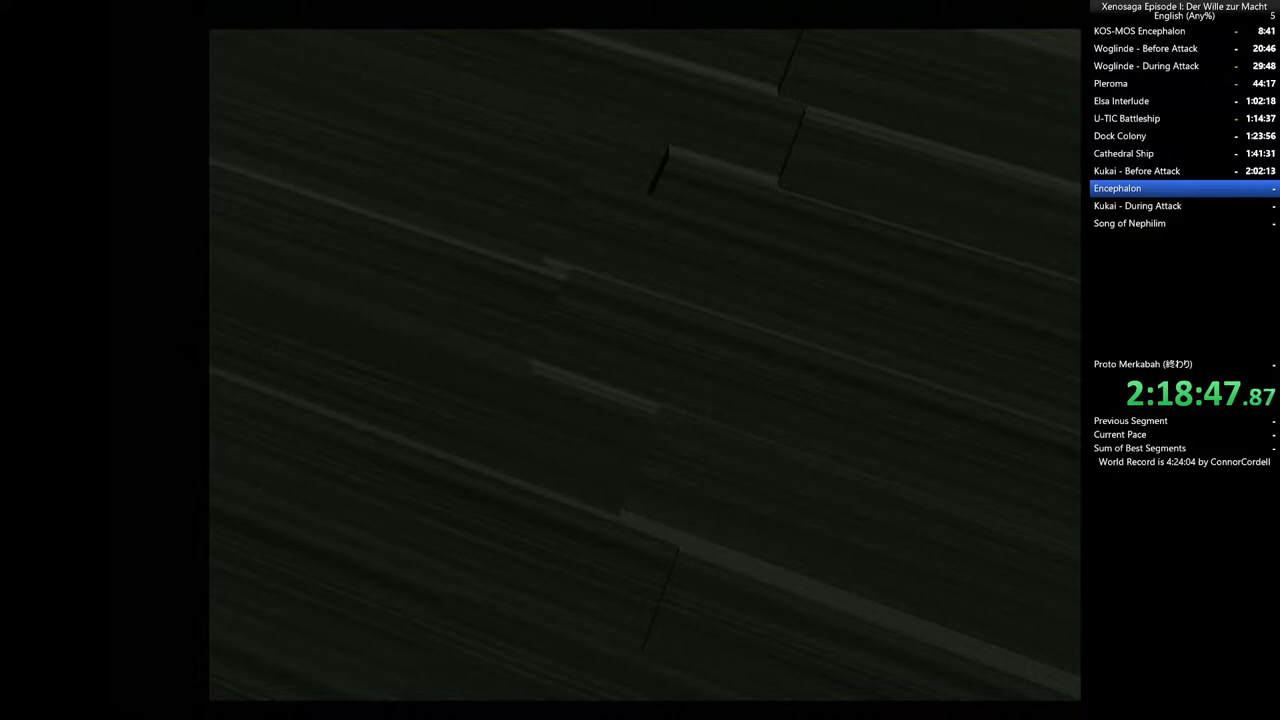 Xenosaga Episode I: Der Wille zur Macht
English (Any%) 5
KOS-MOS Encephalon - 8:41
Woglinde - Before Attack - 20:46
Woglinde - During Attack - 29:48
Pleroma - 44:17
Elsa Interlude - 1:02:18
U-TIC Battleship - 1:14:37
Dock Colony - 1:23:56
Cathedral Ship - 1:41:31
Kukai - Before Attack - 2:02:13
Encephalon -
Kukai - During Attack -
Song of Nephilim -
Proto Merkabah (終わり) -
2:18:47.87
Previous Segment -
Current Pace -
Sum of Best Segments -
World Record is 4:24:04 by ConnorCordell